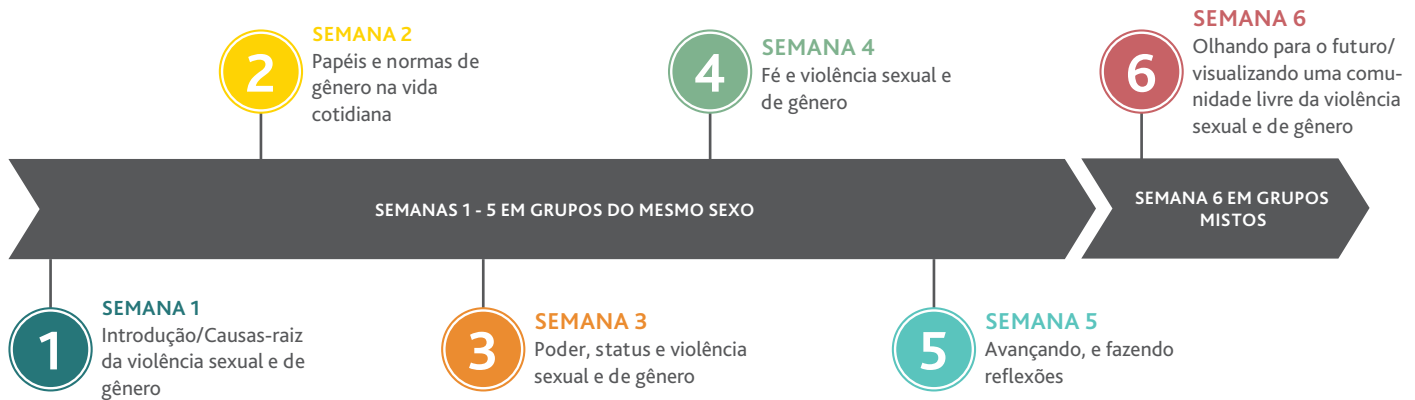 SEMANA 2
Papéis e normas de
gênero na vida
cotidiana
2
SEMANA 4
Fé e violência sexual e
de gênero
4
SEMANA 6
Olhando para o futuro/
visualizando uma comu-
nidade livre da violência
sexual e de gênero
6
SEMANAS 1 - 5 EM GRUPOS DO MESMO SEXO
SEMANA 6 EM GRUPOS
MISTOS
1
SEMANA 1
Introdução/Causas-raiz
da violência sexual e de
gênero
3
SEMANA 3
Poder, status e violência
sexual e de gênero
5
SEMANA 5
Avançando, e fazendo
reflexões